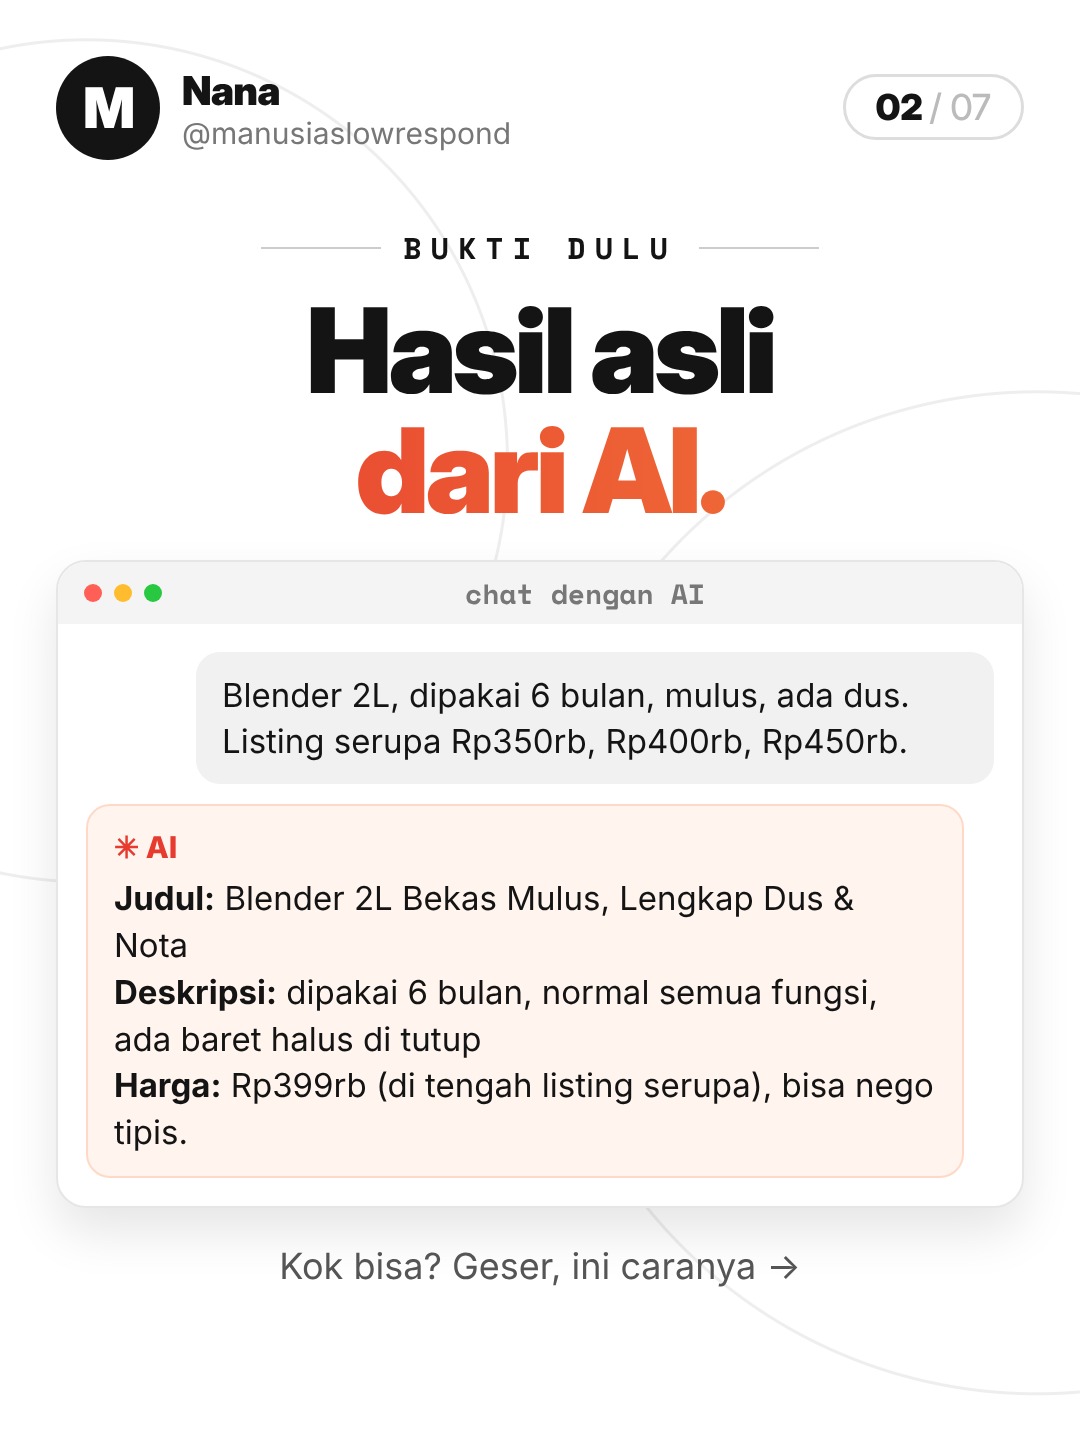 M
Nana
@manusiaslowrespond
02 / 07
BUKTI DULU
Hasil asli
dari AI.
chat dengan AI
Blender 2L, dipakai 6 bulan, mulus, ada dus.
Listing serupa Rp350rb, Rp400rb, Rp450rb.
✳ AI
Judul: Blender 2L Bekas Mulus, Lengkap Dus &
Nota
Deskripsi: dipakai 6 bulan, normal semua fungsi,
ada baret halus di tutup
Harga: Rp399rb (di tengah listing serupa), bisa nego
tipis.
Kok bisa? Geser, ini caranya →